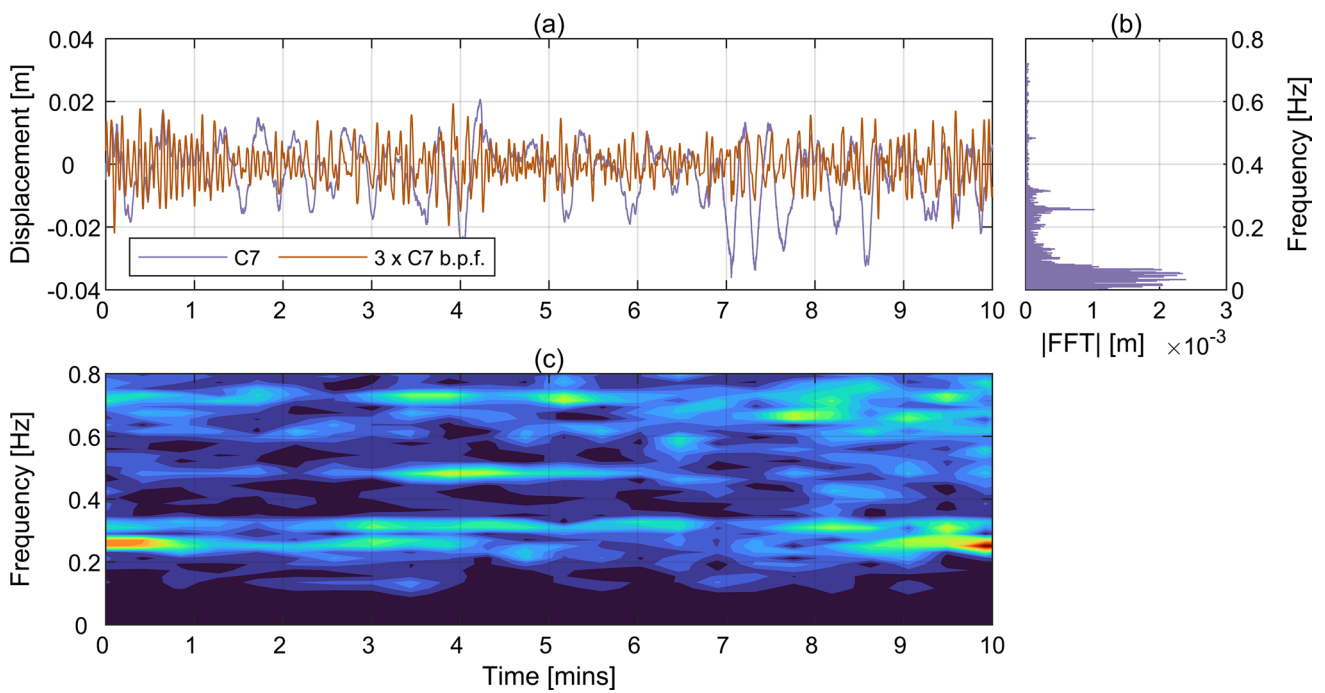 (a)
(b)
Displacement [m]
0.04
0.02
0
-0.02
-0.04
C7
3 x C7 b.p.f.
0 1 2 3 4 5 6 7 8 9 10
0.8
0.6
0.4
0.2
0
Frequency [Hz]
0 1 2 3
|FFT| [m] ×10⁻³
(c)
Frequency [Hz]
0.8
0.6
0.4
0.2
0
0 1 2 3 4 5 6 7 8 9 10
Time [mins]